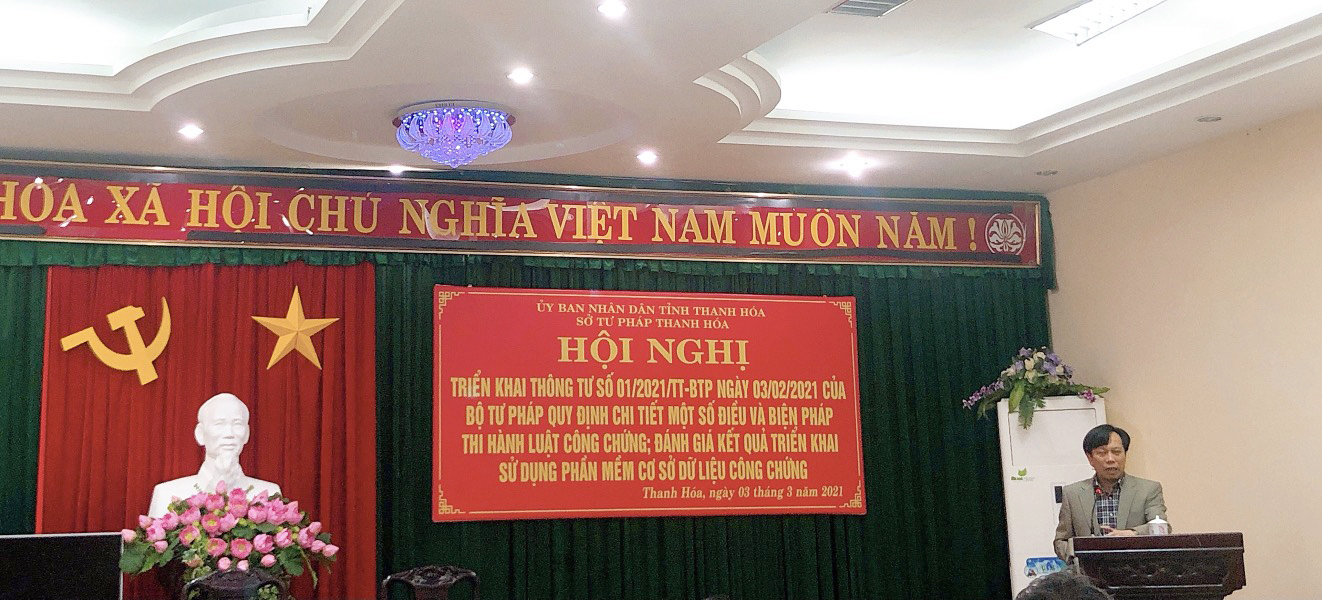 HÒA XÃ HỘI CHỦ NGHĨA VIỆT NAM MUÔN NĂM !
ỦY BAN NHÂN DÂN TỈNH THANH HÓA
SỞ TƯ PHÁP THANH HÓA
HỘI NGHỊ
TRIỂN KHAI THÔNG TƯ SỐ 01/2021/TT-BTP NGÀY 03/02/2021 CỦA
BỘ TƯ PHÁP QUY ĐỊNH CHI TIẾT MỘT SỐ ĐIỀU VÀ BIỆN PHÁP
THI HÀNH LUẬT CÔNG CHỨNG; ĐÁNH GIÁ KẾT QUẢ TRIỂN KHAI
SỬ DỤNG PHẦN MỀM CƠ SỞ DỮ LIỆU CÔNG CHỨNG
Thanh Hóa, ngày 03 tháng 3 năm 2021